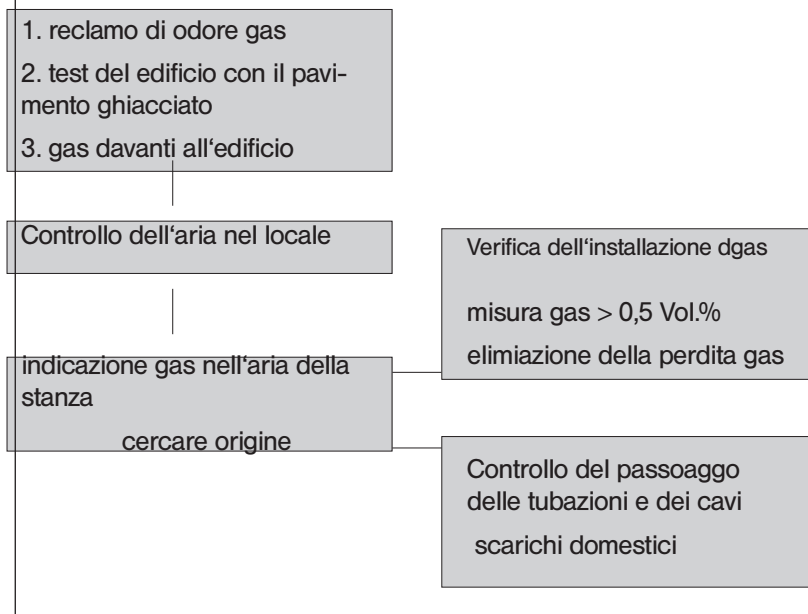 1. reclamo di odore gas
2. test del edificio con il pavi-
mento ghiacciato
3. gas davanti all‘edificio
Controllo dell‘aria nel locale
indicazione gas nell‘aria della
stanza
cercare origine
Verifica dell‘installazione dgas
misura gas > 0,5 Vol.%
elimiazione della perdita gas
Controllo del passoaggo
delle tubazioni e dei cavi
scarichi domestici